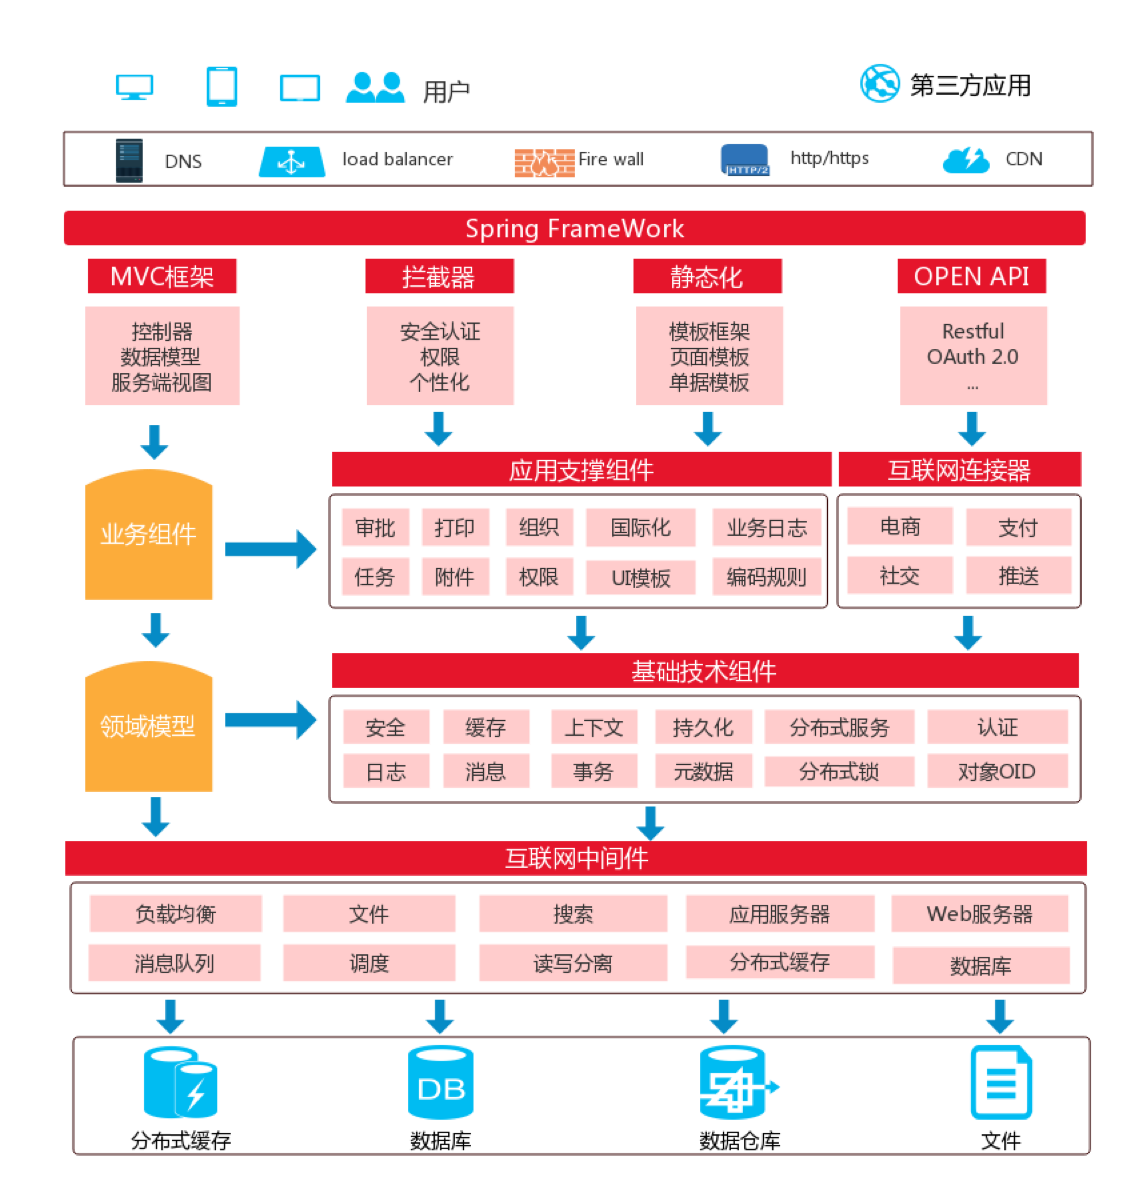 用户
第三方应用
DNS
load balancer
Fire wall
HTTP/2
http/https
CDN
Spring FrameWork
MVC框架
拦截器
静态化
OPEN API
控制器
数据模型
服务端视图
安全认证
权限
个性化
模板框架
页面模板
单据模板
Restful
OAuth 2.0
...
业务组件
应用支撑组件
互联网连接器
审批
打印
组织
国际化
业务日志
电商
支付
任务
附件
权限
UI模板
编码规则
社交
推送
领域模型
基础技术组件
安全
缓存
上下文
持久化
分布式服务
认证
日志
消息
事务
元数据
分布式锁
对象OID
互联网中间件
负载均衡
文件
搜索
应用服务器
Web服务器
消息队列
调度
读写分离
分布式缓存
数据库
DB
分布式缓存
数据库
数据仓库
文件